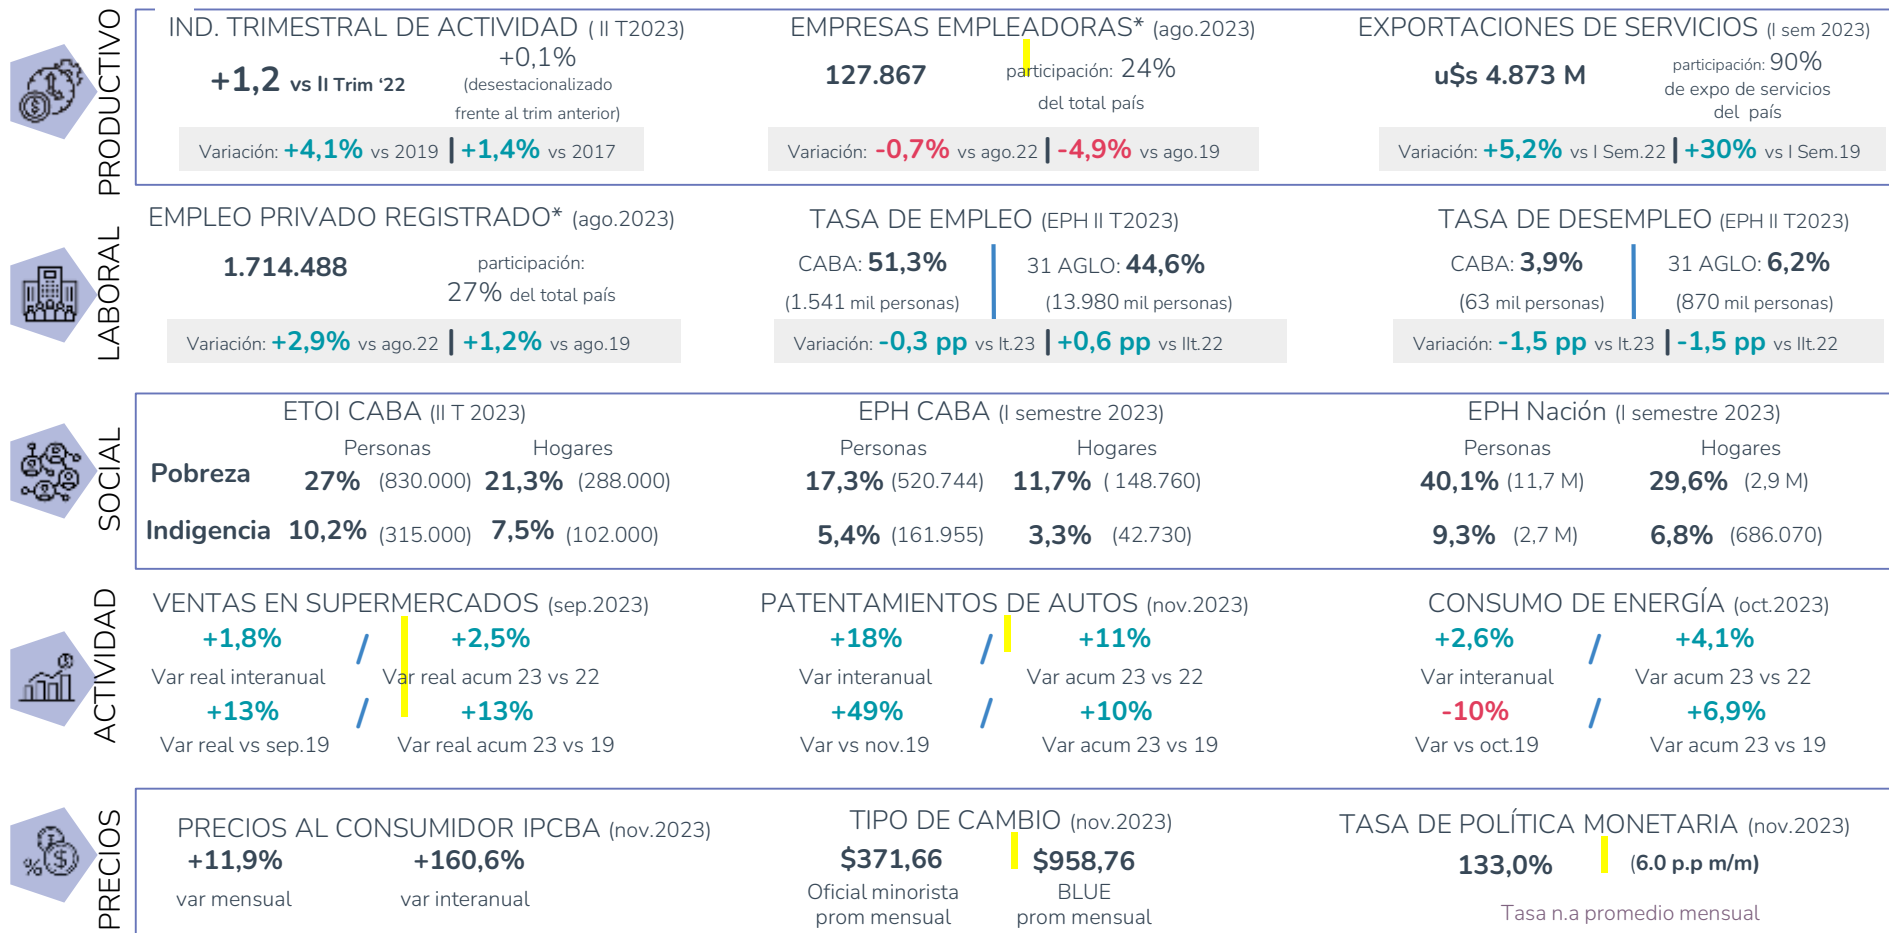 PRODUCTIVO
IND. TRIMESTRAL DE ACTIVIDAD ( II T2023)
+1,2 vs II Trim ‘22
+0,1%
(desestacionalizado
frente al trim anterior)
Variación: +4,1% vs 2019 | +1,4% vs 2017
EMPRESAS EMPLEADORAS* (ago.2023)
127.867
participación: 24%
del total país
Variación: -0,7% vs ago.22 | -4,9% vs ago.19
EXPORTACIONES DE SERVICIOS (I sem 2023)
u$s 4.873 M
participación: 90%
de expo de servicios
del país
Variación: +5,2% vs I Sem.22 | +30% vs I Sem.19
LABORAL
EMPLEO PRIVADO REGISTRADO* (ago.2023)
1.714.488
participación:
27% del total país
Variación: +2,9% vs ago.22 | +1,2% vs ago.19
TASA DE EMPLEO (EPH II T2023)
CABA: 51,3%
(1.541 mil personas)
31 AGLO: 44,6%
(13.980 mil personas)
Variación: -0,3 pp vs It.23 | +0,6 pp vs IIt.22
TASA DE DESEMPLEO (EPH II T2023)
CABA: 3,9%
(63 mil personas)
31 AGLO: 6,2%
(870 mil personas)
Variación: -1,5 pp vs It.23 | -1,5 pp vs IIt.22
SOCIAL
ETOI CABA (II T 2023)
Personas Hogares
Pobreza 27% (830.000) 21,3% (288.000)
Indigencia 10,2% (315.000) 7,5% (102.000)
EPH CABA (I semestre 2023)
Personas Hogares
17,3% (520.744) 11,7% ( 148.760)
5,4% (161.955) 3,3% (42.730)
EPH Nación (I semestre 2023)
Personas Hogares
40,1% (11,7 M) 29,6% (2,9 M)
9,3% (2,7 M) 6,8% (686.070)
ACTIVIDAD
VENTAS EN SUPERMERCADOS (sep.2023)
+1,8% / +2,5%
Var real interanual Var real acum 23 vs 22
+13% / +13%
Var real vs sep.19 Var real acum 23 vs 19
PATENTAMIENTOS DE AUTOS (nov.2023)
+18% / +11%
Var interanual Var acum 23 vs 22
+49% / +10%
Var vs nov.19 Var acum 23 vs 19
CONSUMO DE ENERGÍA (oct.2023)
+2,6% / +4,1%
Var interanual Var acum 23 vs 22
-10% / +6,9%
Var vs oct.19 Var acum 23 vs 19
PRECIOS
PRECIOS AL CONSUMIDOR IPCBA (nov.2023)
+11,9% +160,6%
var mensual var interanual
TIPO DE CAMBIO (nov.2023)
$371,66 $958,76
Oficial minorista BLUE
prom mensual prom mensual
TASA DE POLÍTICA MONETARIA (nov.2023)
133,0% (6.0 p.p m/m)
Tasa n.a promedio mensual